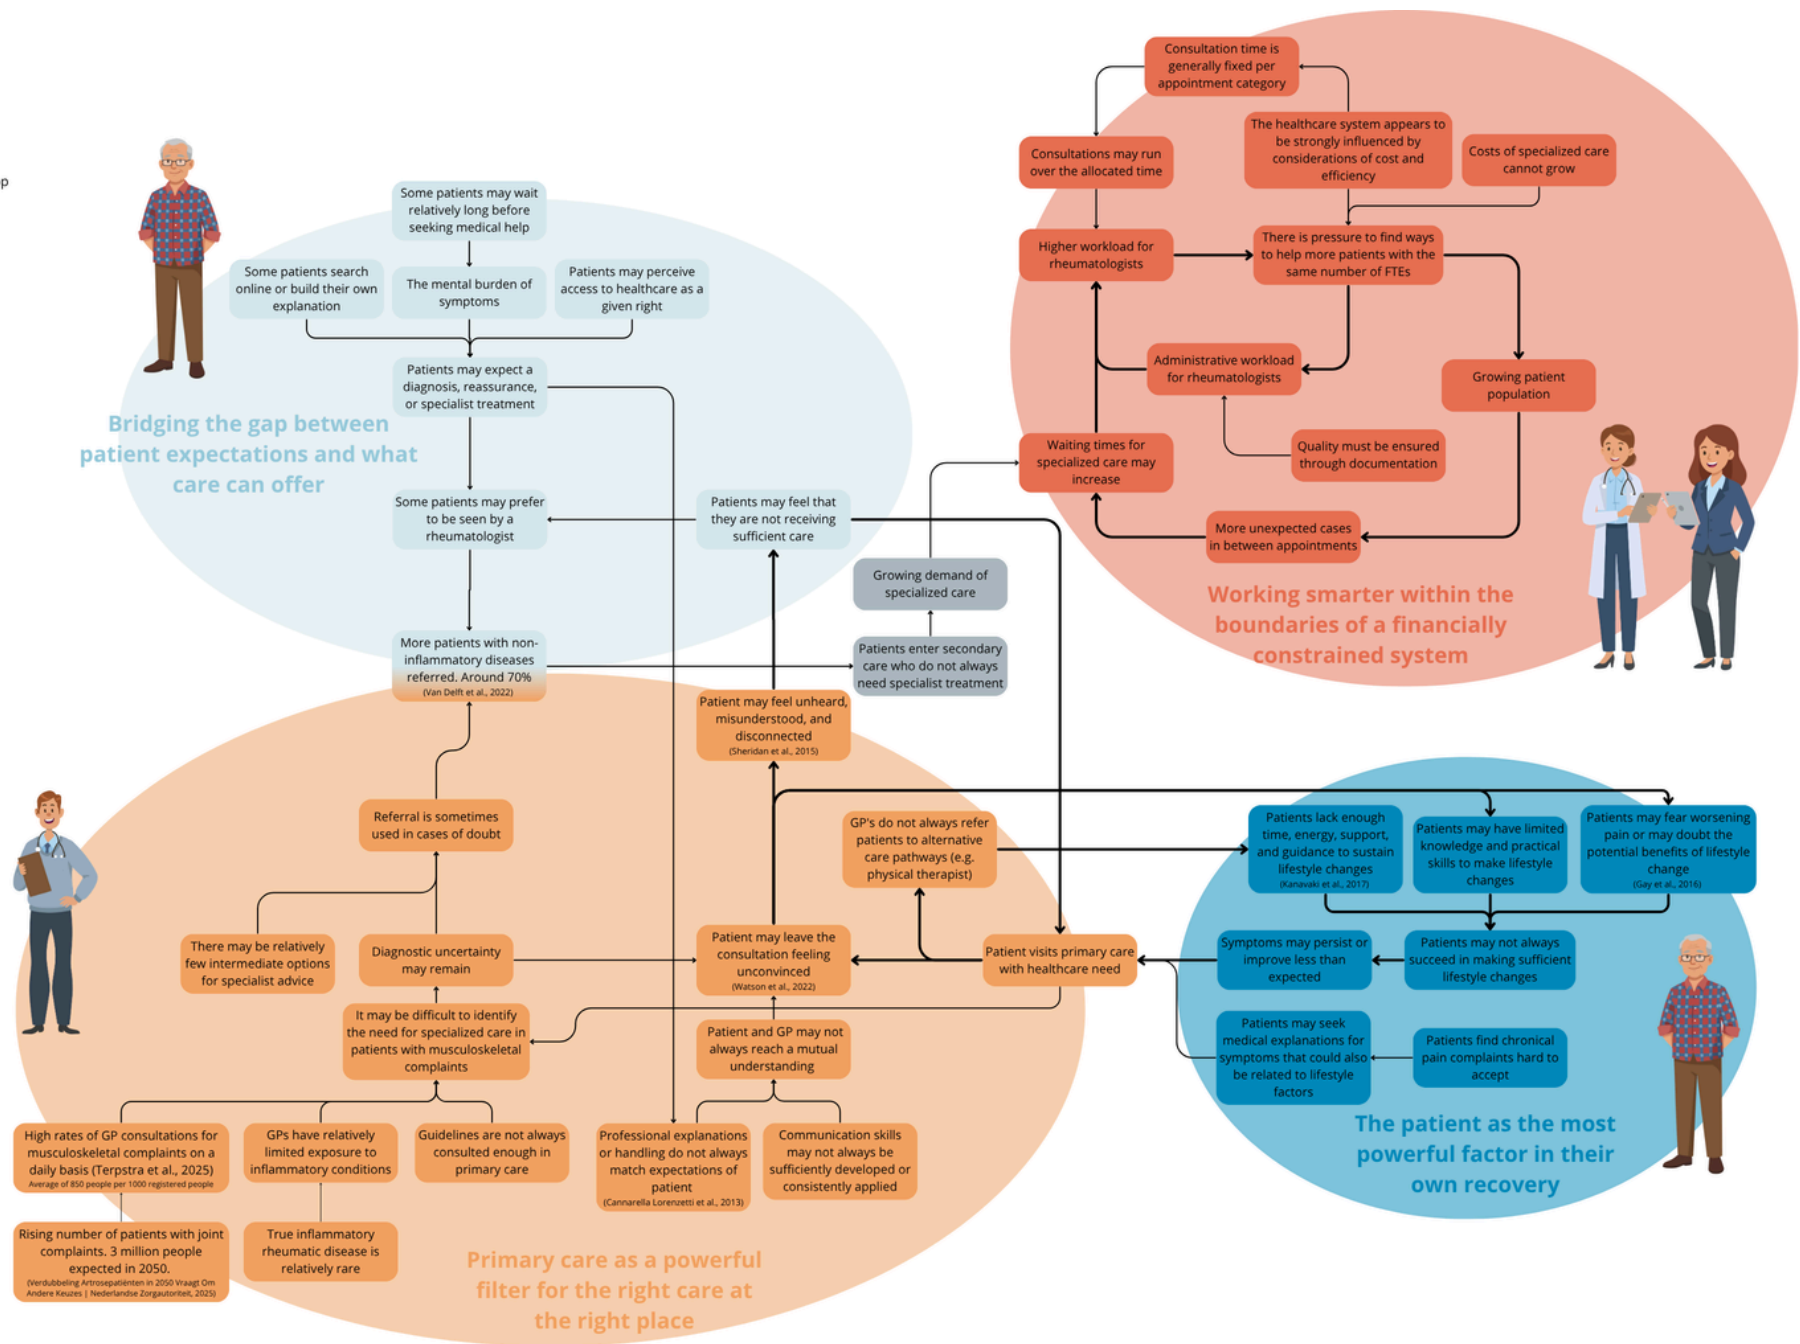 p
Consultation time is
generally fixed per
appointment category
The healthcare system appears to
be strongly influenced by
considerations of cost and
efficiency
Costs of specialized care
cannot grow
Consultations may run
over the allocated time
Higher workload for
rheumatologists
There is pressure to find ways
to help more patients with the
same number of FTEs
Administrative workload
for rheumatologists
Growing patient
population
Quality must be ensured
through documentation
Waiting times for
specialized care may
increase
More unexpected cases
in between appointments
Working smarter within the
boundaries of a financially
constrained system
Some patients may wait
relatively long before
seeking medical help
Some patients search
online or build their own
explanation
The mental burden of
symptoms
Patients may perceive
access to healthcare as a
given right
Patients may expect a
diagnosis, reassurance,
or specialist treatment
Bridging the gap between
patient expectations and what
care can offer
Some patients may prefer
to be seen by a
rheumatologist
Patients may feel that
they are not receiving
sufficient care
Growing demand of
specialized care
Patients enter secondary
care who do not always
need specialist treatment
More patients with non-
inflammatory diseases
referred. Around 70%
(Van Delft et al., 2022)
Patient may feel unheard,
misunderstood, and
disconnected
(Sheridan et al., 2015)
Referral is sometimes
used in cases of doubt
GP's do not always refer
patients to alternative
care pathways (e.g.
physical therapist)
There may be relatively
few intermediate options
for specialist advice
Diagnostic uncertainty
may remain
Patient may leave the
consultation feeling
unconvinced
(Watson et al., 2022)
Patient visits primary care
with healthcare need
It may be difficult to identify
the need for specialized care in
patients with musculoskeletal
complaints
Patient and GP may not
always reach a mutual
understanding
High rates of GP consultations for
musculoskeletal complaints on a
daily basis (Terpstra et al., 2025)
Average of 850 people per 1000 registered people
GPs have relatively
limited exposure to
inflammatory conditions
Guidelines are not always
consulted enough in
primary care
Professional explanations
or handling do not always
match expectations of
patient
(Cannarella Lorenzetti et al., 2013)
Communication skills
may not always be
sufficiently developed or
consistently applied
Rising number of patients with joint
complaints. 3 million people
expected in 2050.
(Verdubbeling Artrosepatiënten in 2050 Vraagt Om
Andere Keuzes | Nederlandse Zorgautoriteit, 2025)
True inflammatory
rheumatic disease is
relatively rare
Primary care as a powerful
filter for the right care at
the right place
Patients lack enough
time, energy, support,
and guidance to sustain
lifestyle changes
(Kanavaki et al., 2017)
Patients may have limited
knowledge and practical
skills to make lifestyle
changes
Patients may fear worsening
pain or may doubt the
potential benefits of lifestyle
change
(Gay et al., 2016)
Symptoms may persist or
improve less than
expected
Patients may not always
succeed in making sufficient
lifestyle changes
Patients may seek
medical explanations for
symptoms that could also
be related to lifestyle
factors
Patients find chronical
pain complaints hard to
accept
The patient as the most
powerful factor in their
own recovery